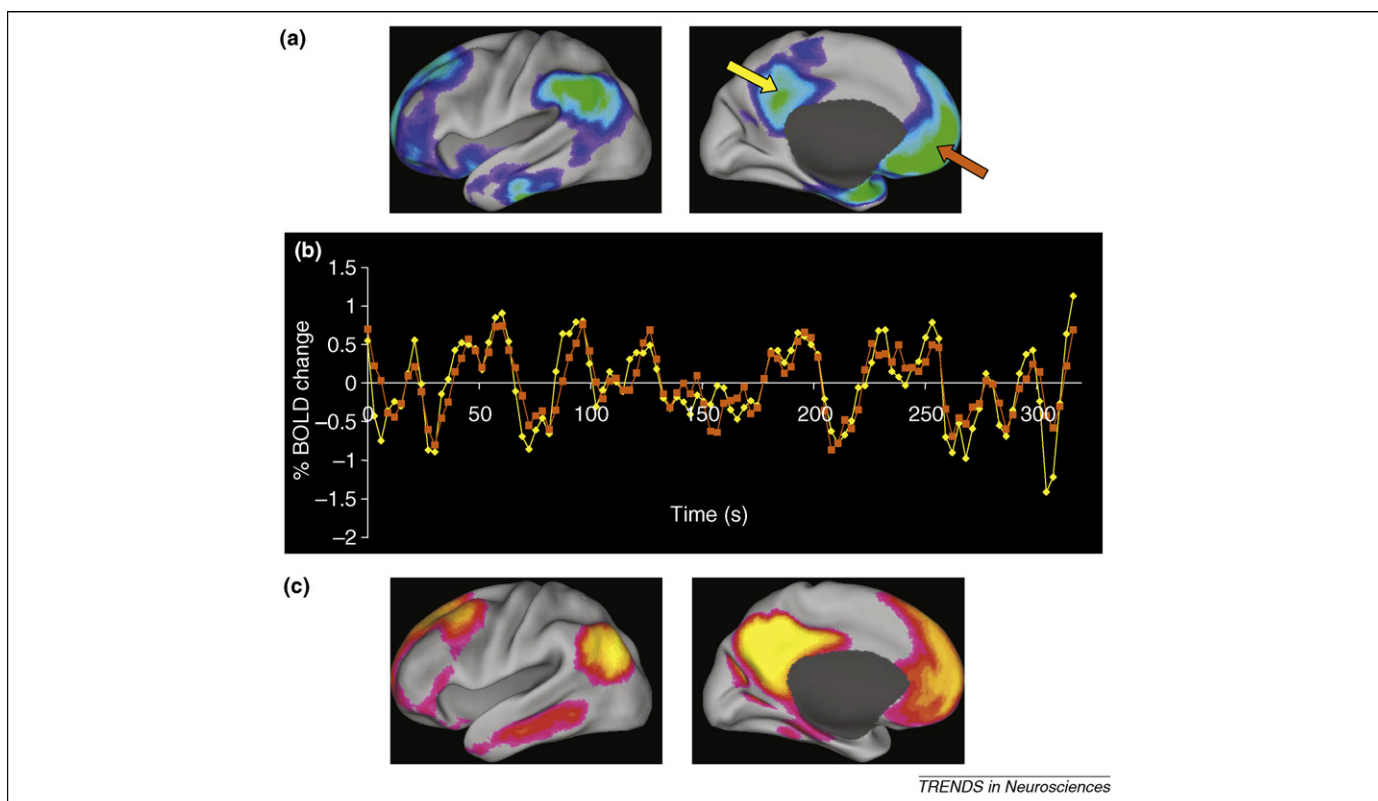 (a)
(b)
1.5
1
0.5
0
–0.5
–1
–1.5
–2
% BOLD change
0 50 100 150 200 250 300
Time (s)
(c)
TRENDS in Neurosciences